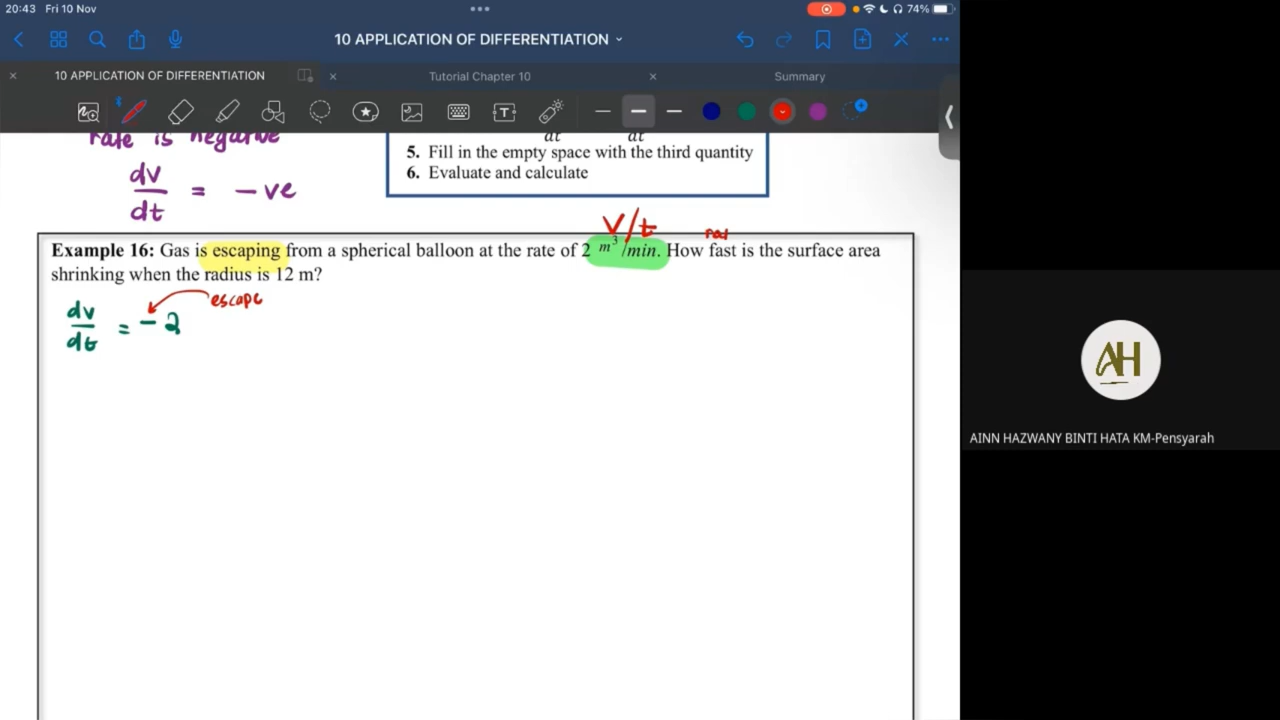 20:43 Fri 10 Nov
74%
10 APPLICATION OF DIFFERENTIATION
10 APPLICATION OF DIFFERENTIATION
Tutorial Chapter 10
Summary
rate is negative
dv/dt = -ve
dt dt
5. Fill in the empty space with the third quantity
6. Evaluate and calculate
V/t
rad
Example 16: Gas is escaping from a spherical balloon at the rate of 2 m³/min. How fast is the surface area
shrinking when the radius is 12 m?
escape
dv/dt = -2
AH
AINN HAZWANY BINTI HATA KM-Pensyarah